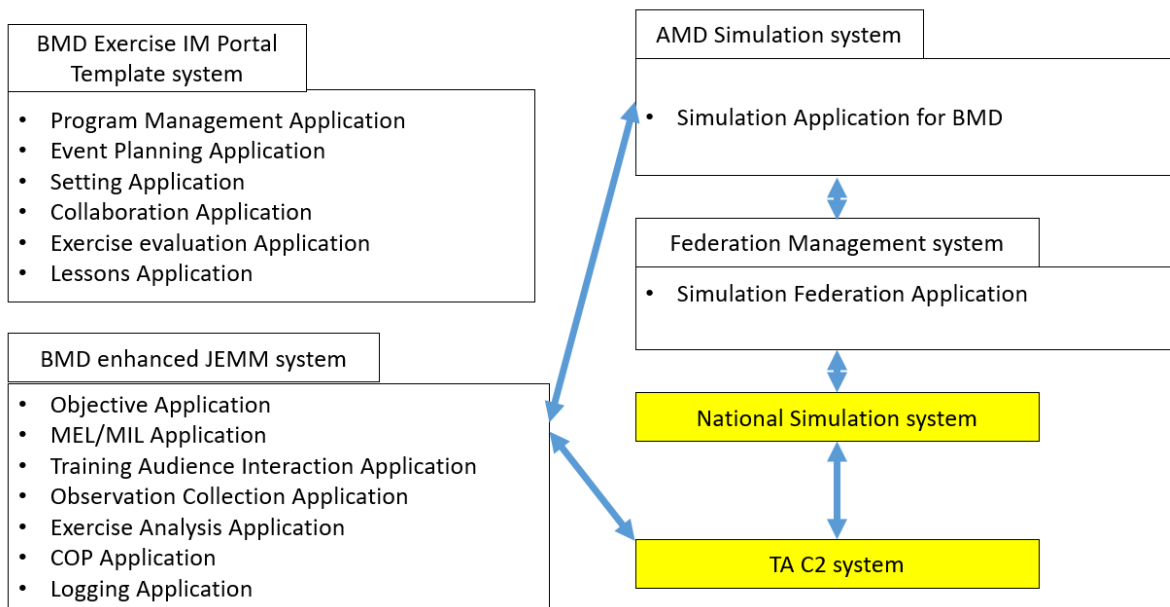 BMD Exercise IM Portal
Template system
• Program Management Application
• Event Planning Application
• Setting Application
• Collaboration Application
• Exercise evaluation Application
• Lessons Application
BMD enhanced JEMM system
• Objective Application
• MEL/MIL Application
• Training Audience Interaction Application
• Observation Collection Application
• Exercise Analysis Application
• COP Application
• Logging Application
AMD Simulation system
• Simulation Application for BMD
Federation Management system
• Simulation Federation Application
National Simulation system
TA C2 system